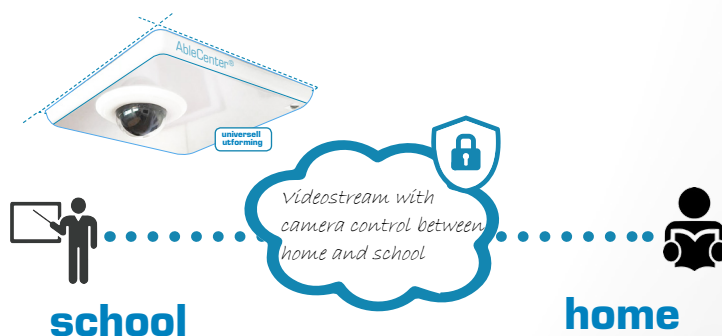 AbleCenter®
universell
utforming
Videostream with
camera control between
home and school
school
home